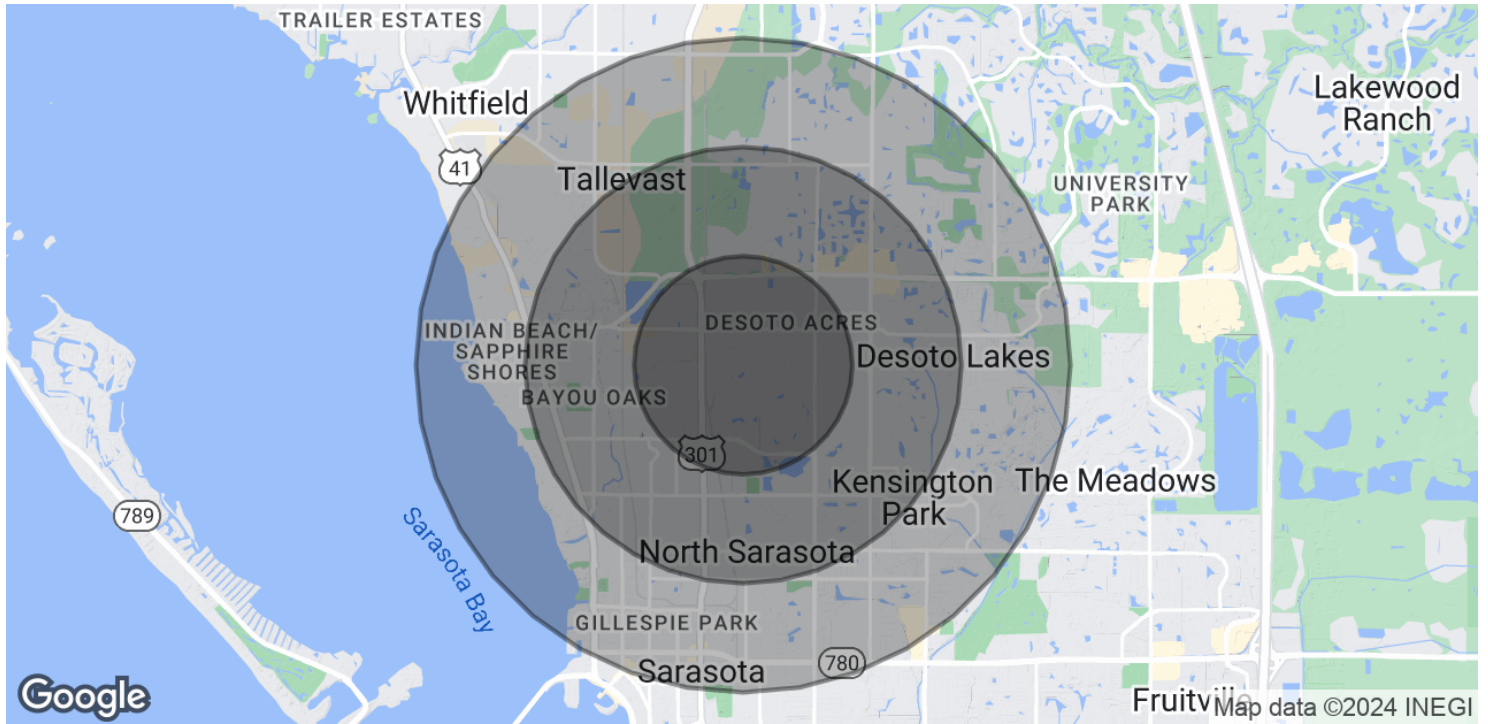 TRAILER ESTATES
Whitfield
Lakewood
Ranch
41
Tallevast
UNIVERSITY
PARK
DESOTO ACRES
INDIAN BEACH/
SAPPHIRE
SHORES
Desoto Lakes
BAYOU OAKS
301
Kensington
Park
The Meadows
789
Sarasota Bay
North Sarasota
GILLESPIE PARK
Sarasota
780
Google
Fruitville
Map data ©2024 INEGI